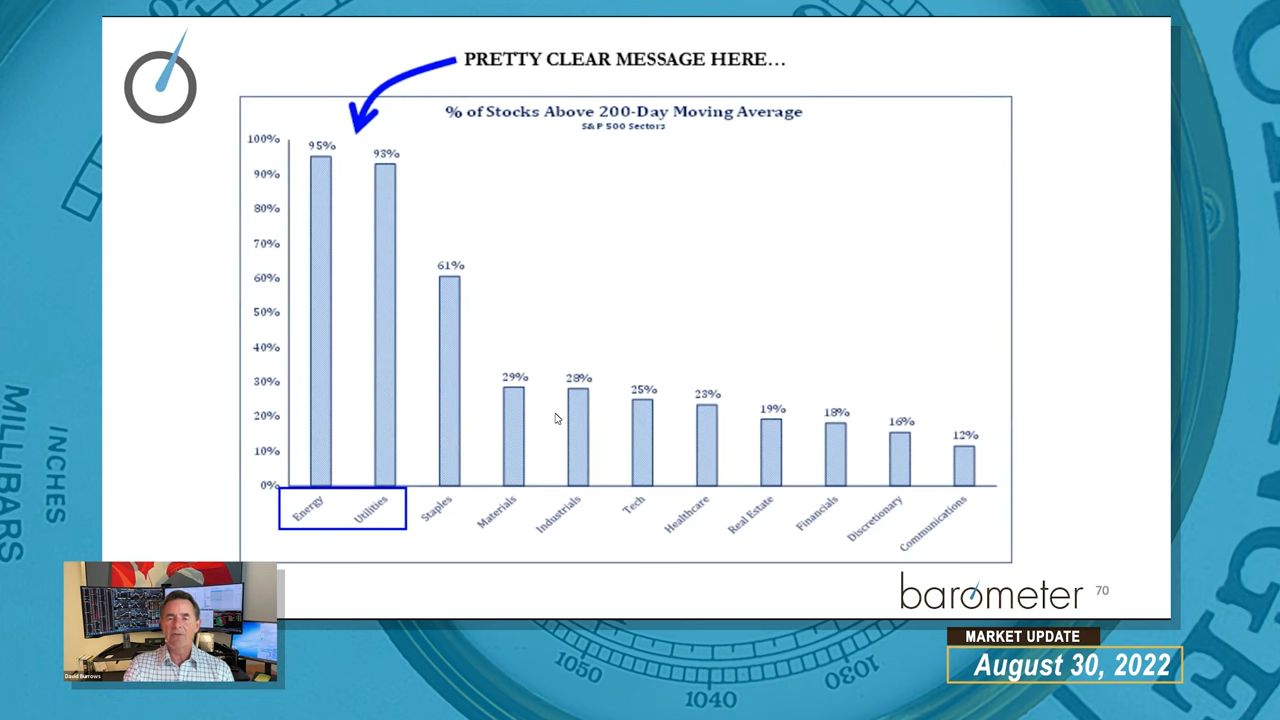 PRETTY CLEAR MESSAGE HERE...
% of Stocks Above 200-Day Moving Average
S&P 500 Sectors
100%
90%
80%
70%
60%
50%
40%
30%
20%
10%
0%
95%
93%
61%
29%
28%
25%
23%
19%
18%
16%
12%
Energy
Utilities
Staples
Materials
Industrials
Tech
Healthcare
Real Estate
Financials
Discretionary
Communications
barometer
70
MARKET UPDATE
August 30, 2022
David Burrows
MILLIBARS
INCHES
1050
1040
1030